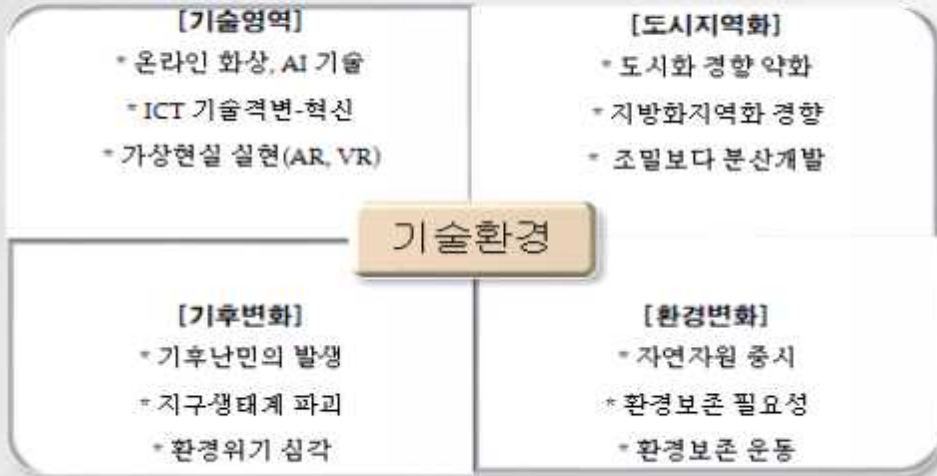 [기술영역]
* 온라인 화상, AI 기술
* ICT 기술격변-혁신
* 가상현실 실현(AR, VR)
[도시지역화]
* 도시화 경향 약화
* 지방화지역화 경향
* 조밀보다 분산개발
기술환경
[기후변화]
* 기후난민의 발생
* 지구생태계 파괴
* 환경위기 심각
[환경변화]
* 자연자원 중시
* 환경보존 필요성
* 환경보존 운동